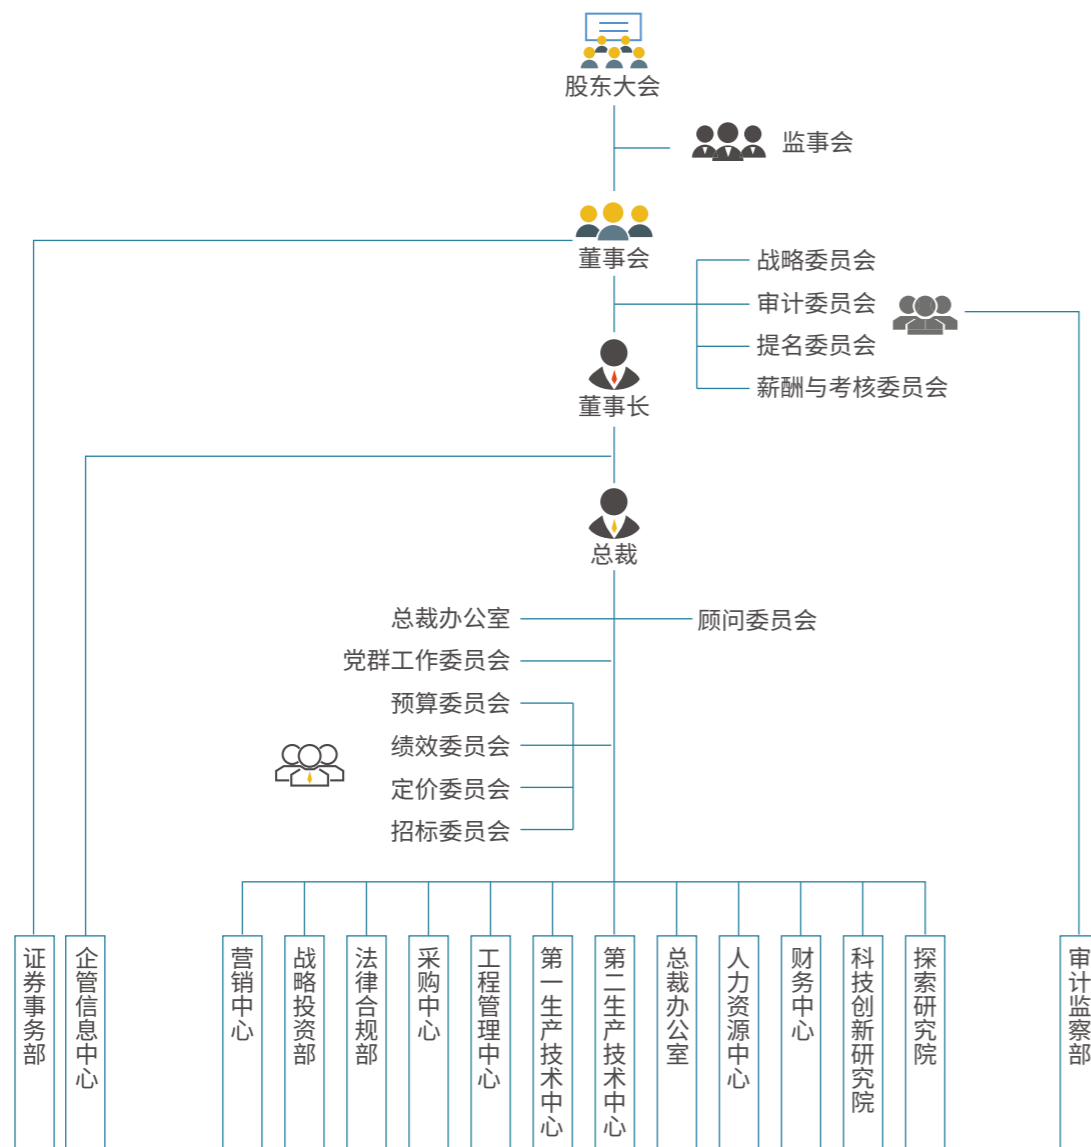 股东大会
监事会
董事会
战略委员会
审计委员会
提名委员会
薪酬与考核委员会
董事长
总裁
总裁办公室
顾问委员会
党群工作委员会
预算委员会
绩效委员会
定价委员会
招标委员会
证券事务部
企管信息中心
营销中心
战略投资部
法律合规部
采购中心
工程管理中心
第一生产技术中心
第二生产技术中心
总裁办公室
人力资源中心
财务中心
科技创新研究院
探索研究院
审计监察部